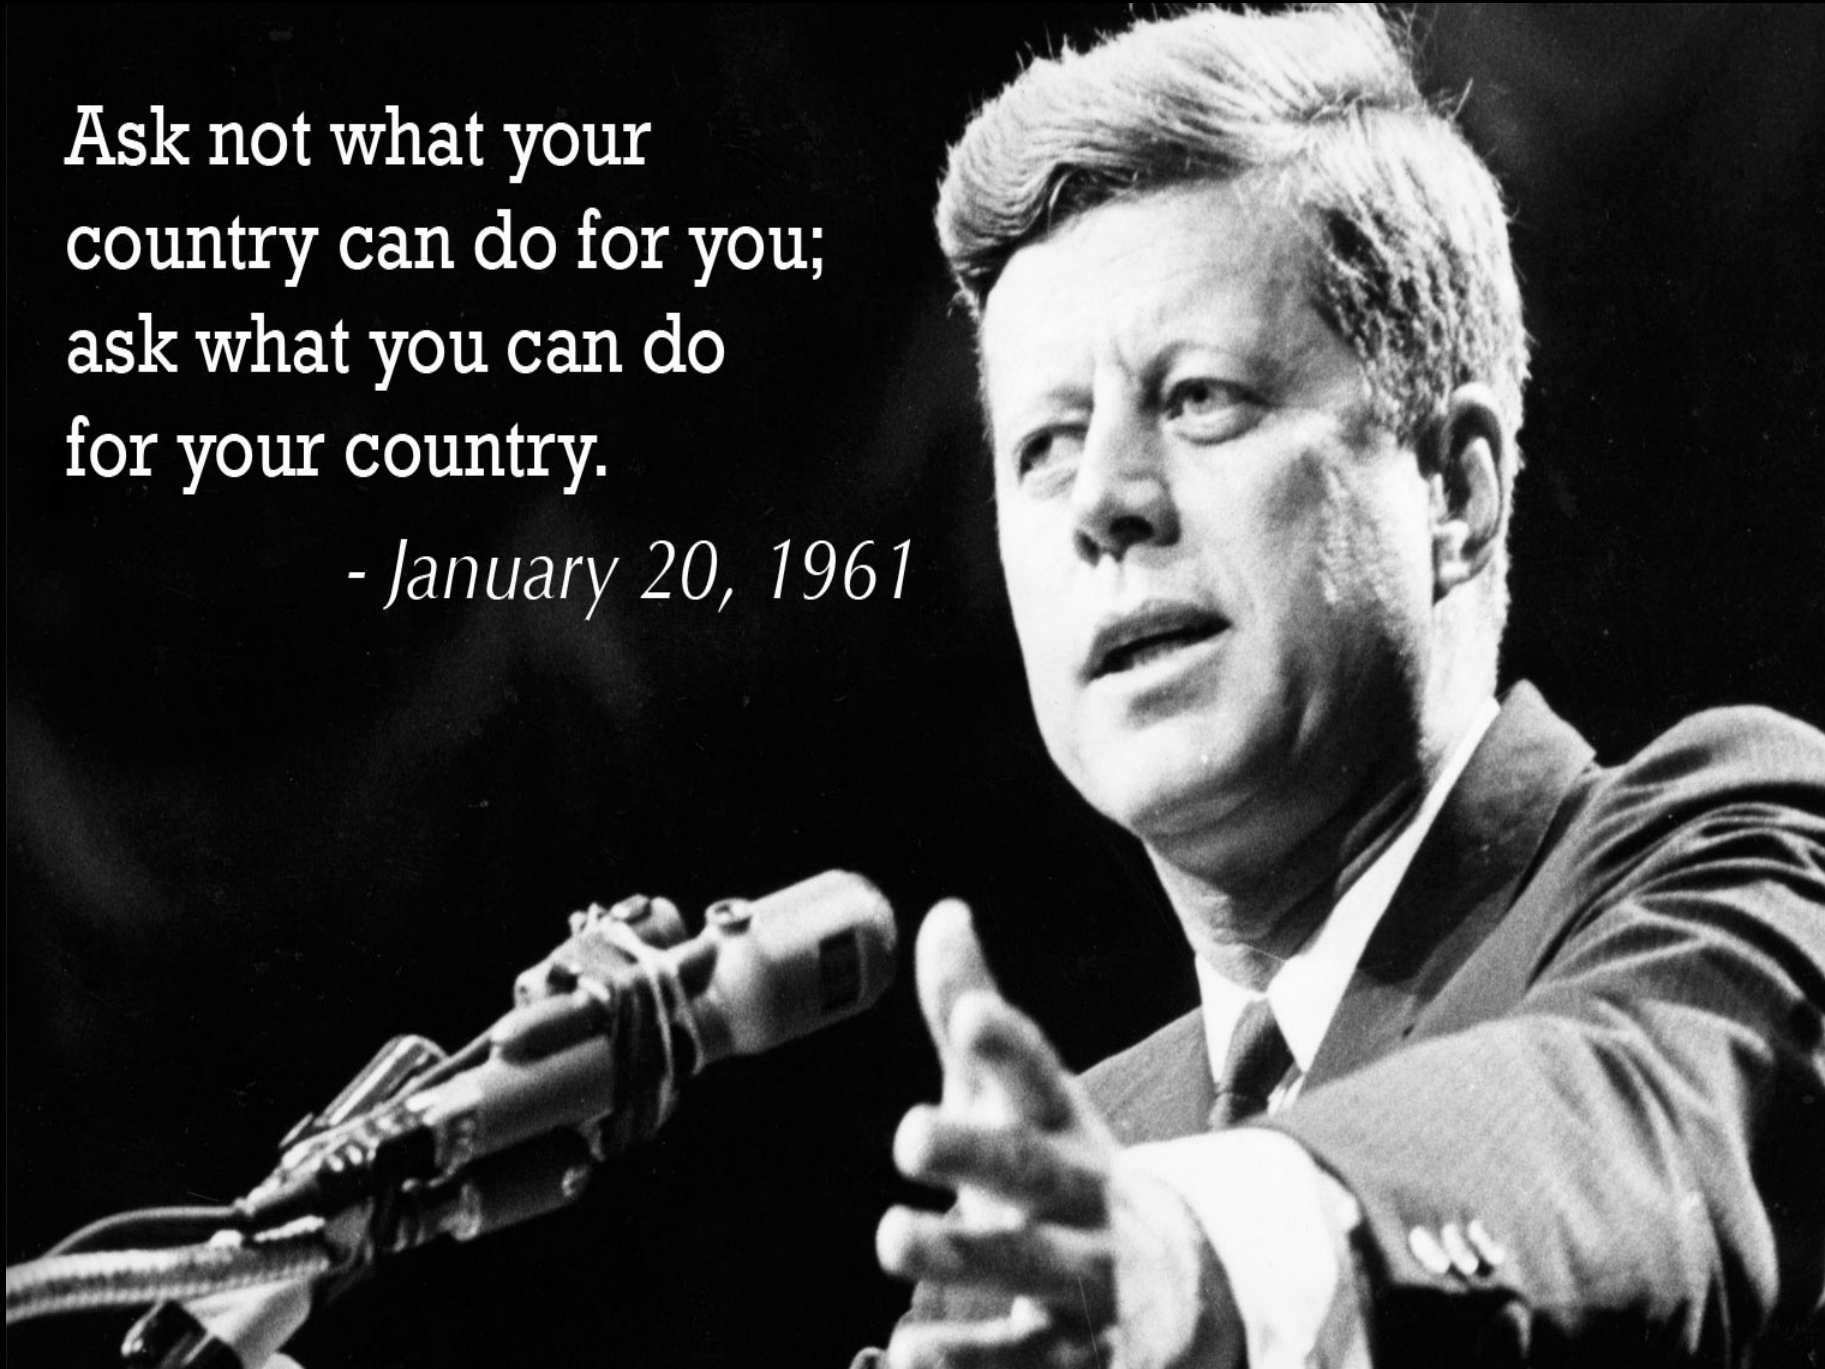 Ask not what your
country can do for you;
ask what you can do
for your country.
- January 20, 1961